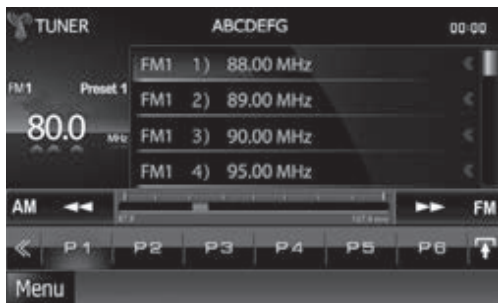 TUNER ABCDEFG 00:00
FM1 1) 88.00 MHz
FM1 Preset 1
FM1 2) 89.00 MHz
80.0 MHz
FM1 3) 90.00 MHz
FM1 4) 95.00 MHz
AM FM
P1 P2 P3 P4 P5 P6
Menu